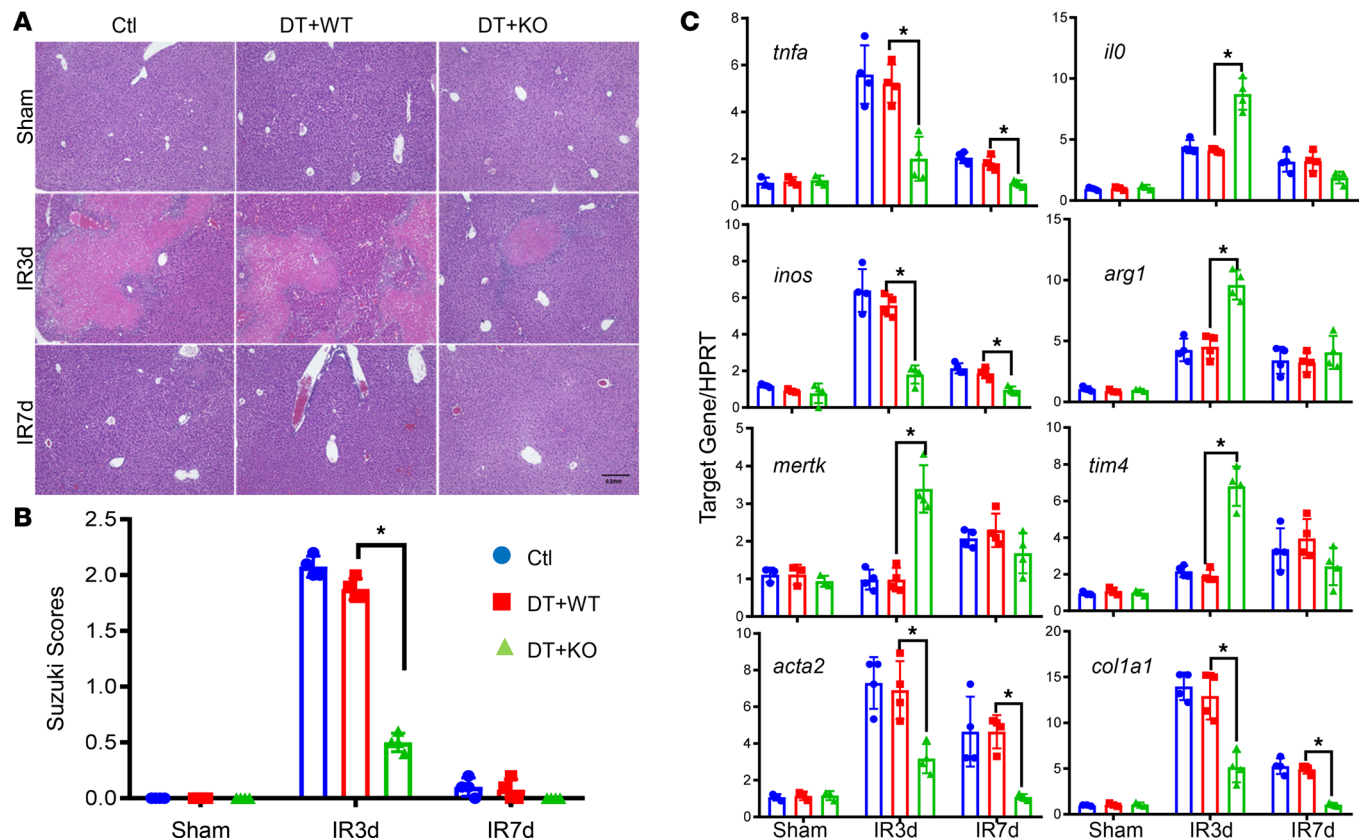 A
Ctl DT+WT DT+KO
Sham
IR3d
IR7d
0.2mm
B
Suzuki Scores
2.5
2.0
1.5
1.0
0.5
0.0
*
Ctl
DT+WT
DT+KO
Sham IR3d IR7d
C
Target Gene/HPRT
tnfa
8
6
4
2
0
* *
il0
15
10
5
0
*
inos
10
8
6
4
2
0
* *
arg1
15
10
5
0
*
mertk
5
4
3
2
1
0
*
tim4
10
8
6
4
2
0
*
acta2
10
8
6
4
2
0
* *
Sham IR3d IR7d
col1a1
20
15
10
5
0
* *
Sham IR3d IR7d